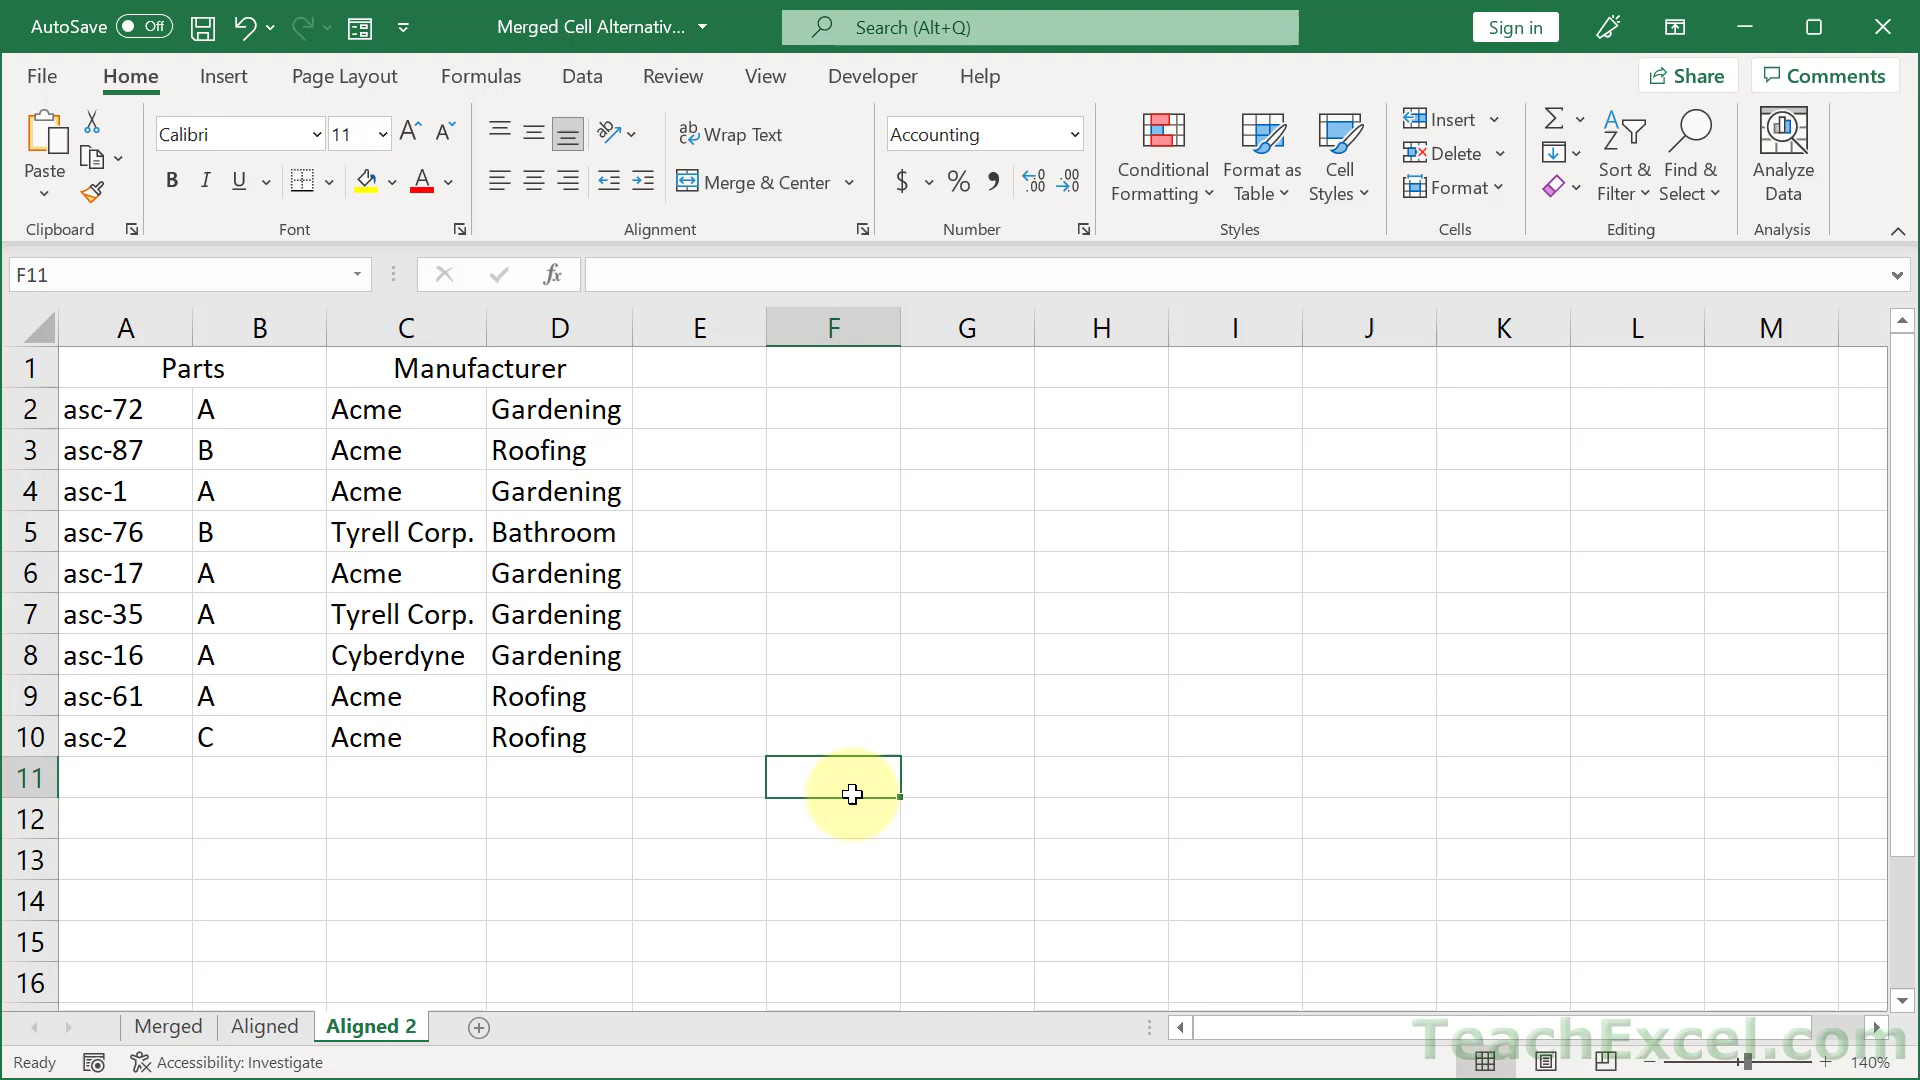 AutoSave Off Merged Cell Alternativ... Search (Alt+Q) Sign in
File Home Insert Page Layout Formulas Data Review View Developer Help Share Comments
Paste
Clipboard
Calibri 11
B I U
Font
ab Wrap Text
Merge & Center
Alignment
Accounting
$ % 9 .00 .00
Number
Conditional Formatting
Format as Table
Cell Styles
Styles
Insert
Delete
Format
Cells
Sort & Filter
Find & Select
Editing
Analyze Data
Analysis
F11 fx
A B C D E F G H I J K L M
1 Parts Manufacturer
2 asc-72 A Acme Gardening
3 asc-87 B Acme Roofing
4 asc-1 A Acme Gardening
5 asc-76 B Tyrell Corp. Bathroom
6 asc-17 A Acme Gardening
7 asc-35 A Tyrell Corp. Gardening
8 asc-16 A Cyberdyne Gardening
9 asc-61 A Acme Roofing
10 asc-2 C Acme Roofing
11
12
13
14
15
16
Merged Aligned Aligned 2
TeachExcel.com
Ready Accessibility: Investigate 140%